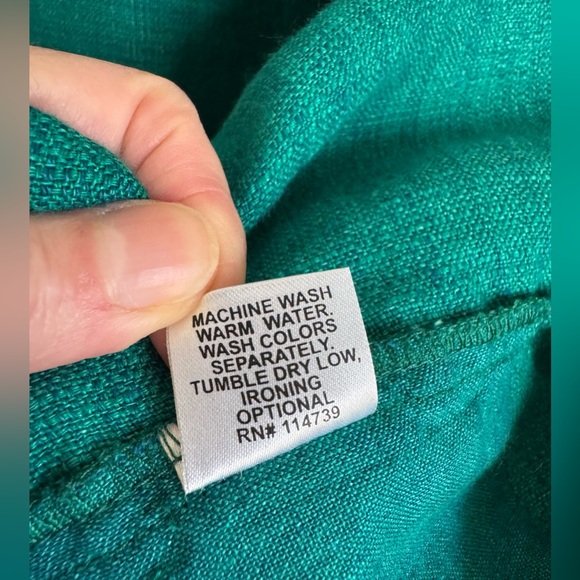 MACHINE WASH
WARM WATER.
WASH COLORS
SEPARATELY.
TUMBLE DRY LOW,
IRONING
OPTIONAL
RN# 114739